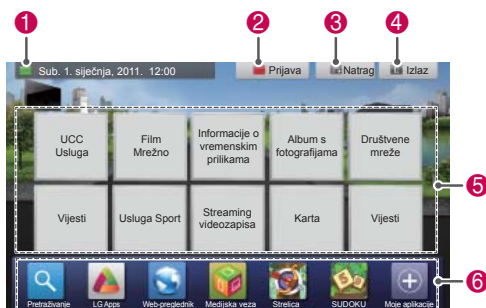 1
2
3
4
Sub. 1. siječnja, 2011. 12:00
Prijava
Natrag
Izlaz
UCC
Usluga
Film
Mrežno
Informacije o
vremenskim
prilikama
Album s
fotografijama
Društvene
mreže
5
Vijesti
Usluga Sport
Streaming
videozapisa
Karta
Vijesti
6
Pretraživanje
LG Apps
Web-preglednik
Medijska veza
Strelica
SUDOKU
Moje aplikacije